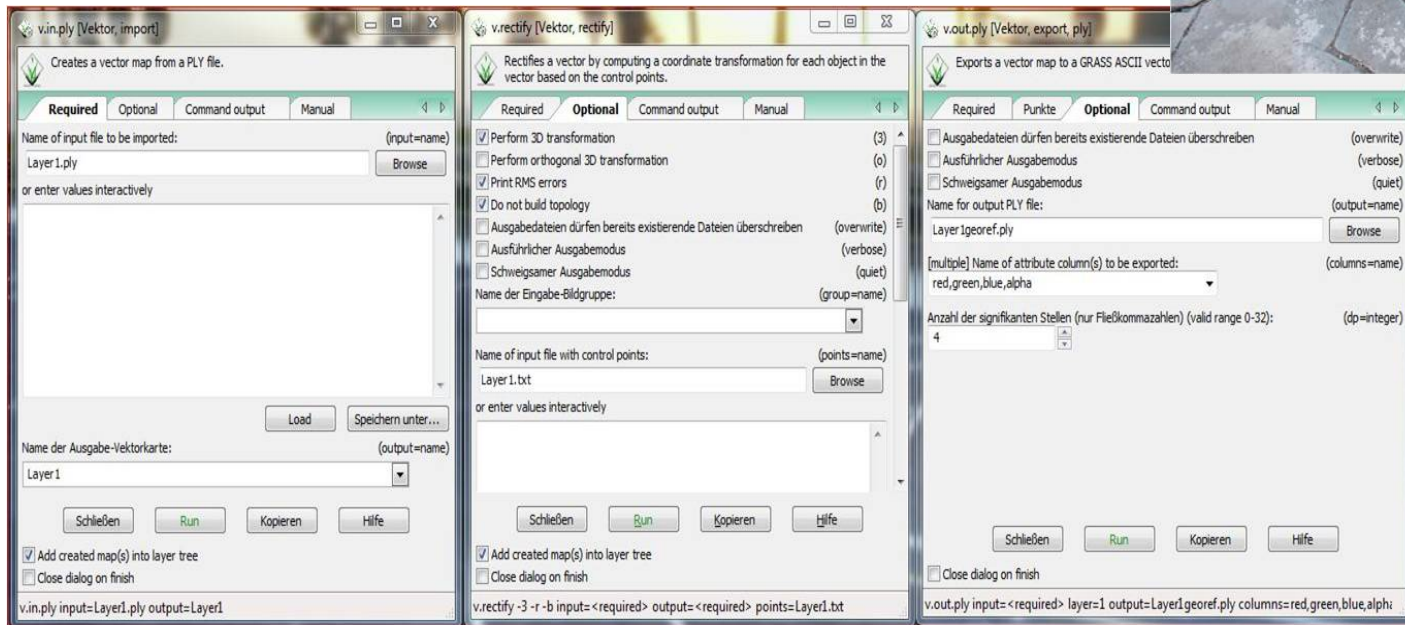 v.in.ply [Vektor, import]
Creates a vector map from a PLY file.
Required Optional Command output Manual
Name of input file to be imported: (input=name)
Layer1.ply Browse
or enter values interactively
Load Speichern unter...
Name der Ausgabe-Vektorkarte: (output=name)
Layer1
Schließen Run Kopieren Hilfe
Add created map(s) into layer tree
Close dialog on finish
v.in.ply input=Layer1.ply output=Layer1
v.rectify [Vektor, rectify]
Rectifies a vector by computing a coordinate transformation for each object in the
vector based on the control points.
Required Optional Command output Manual
Perform 3D transformation (3)
Perform orthogonal 3D transformation (o)
Print RMS errors (r)
Do not build topology (b)
Ausgabedateien dürfen bereits existierende Dateien überschreiben (overwrite)
Ausführlicher Ausgabemodus (verbose)
Schweigsamer Ausgabemodus (quiet)
Name der Eingabe-Bildgruppe: (group=name)
Name of input file with control points: (points=name)
Layer1.txt Browse
or enter values interactively
Schließen Run Kopieren Hilfe
Add created map(s) into layer tree
Close dialog on finish
v.rectify -3 -r -b input=<required> output=<required> points=Layer1.txt
v.out.ply [Vektor, export, ply]
Exports a vector map to a GRASS ASCII vecto
Required Punkte Optional Command output Manual
Ausgabedateien dürfen bereits existierende Dateien überschreiben (overwrite)
Ausführlicher Ausgabemodus (verbose)
Schweigsamer Ausgabemodus (quiet)
Name for output PLY file: (output=name)
Layer1georef.ply Browse
[multiple] Name of attribute column(s) to be exported: (columns=name)
red,green,blue,alpha
Anzahl der signifikanten Stellen (nur Fließkommazahlen) (valid range 0-32): (dp=integer)
4
Schließen Run Kopieren Hilfe
Close dialog on finish
v.out.ply input=<required> layer=1 output=Layer1georef.ply columns=red,green,blue,alpha